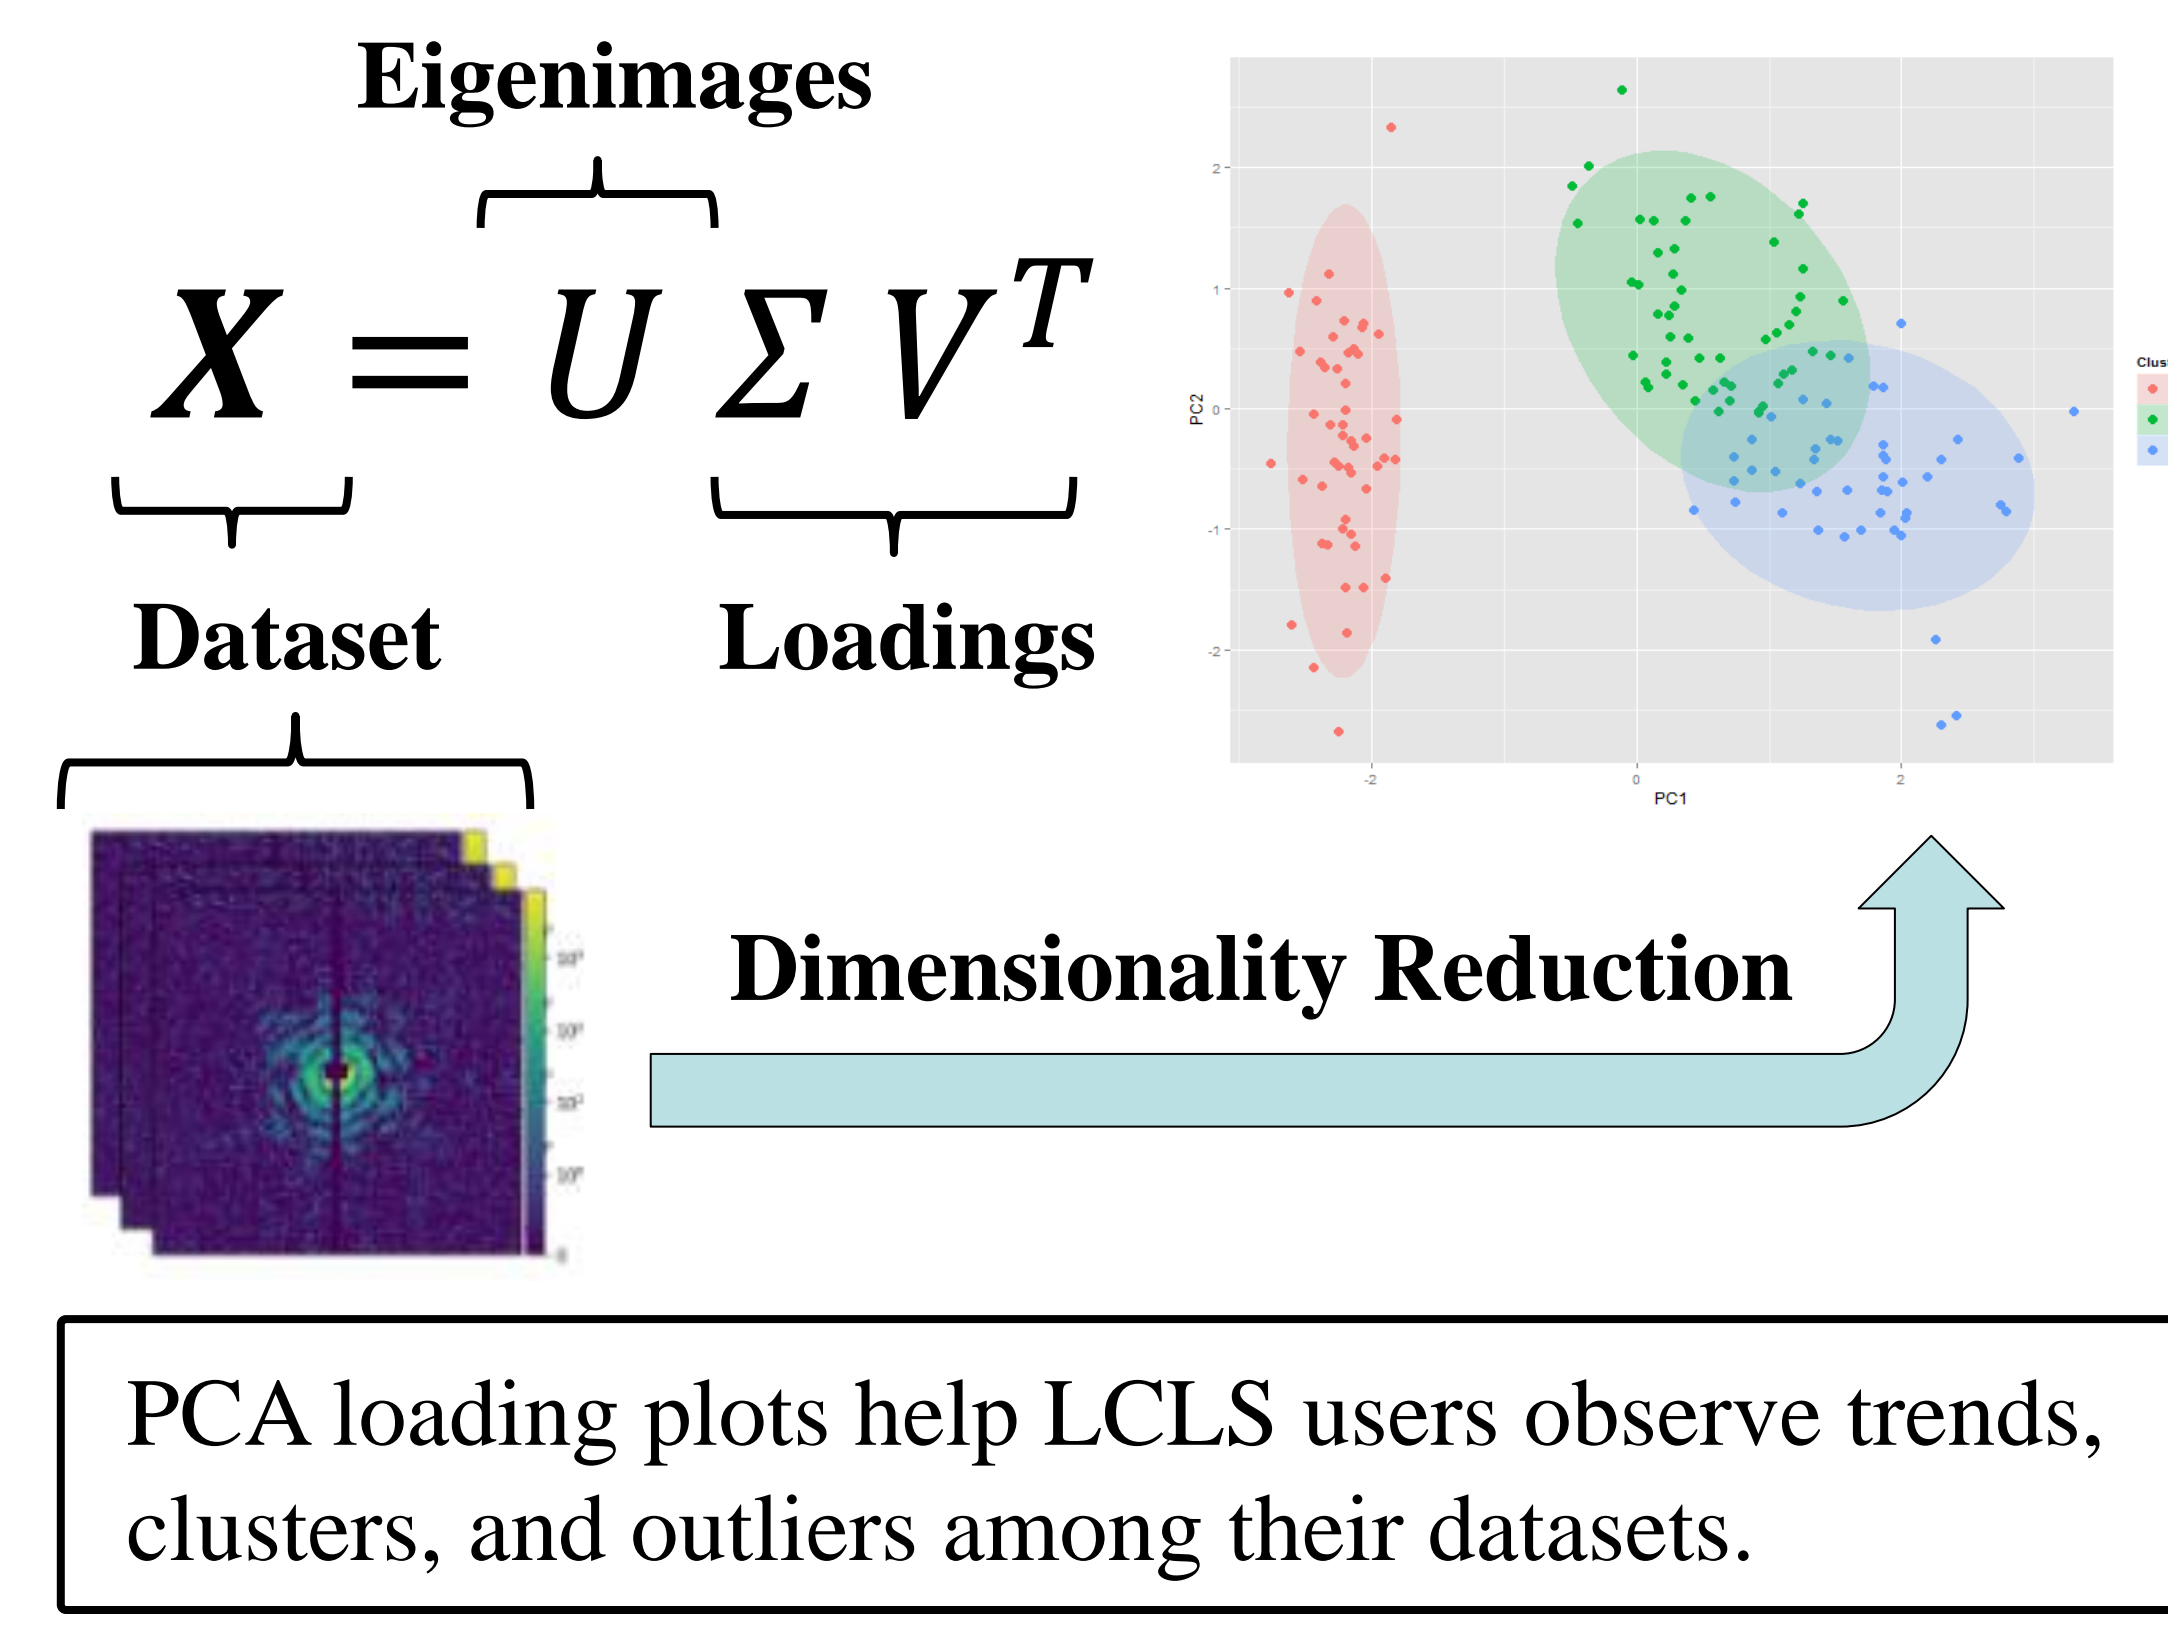 Eigenimages
X = U Σ V^T
Dataset
Loadings
2
1
0
-1
-2
PC2
-2
0
2
PC1
Clus
Dimensionality Reduction
PCA loading plots help LCLS users observe trends,
clusters, and outliers among their datasets.